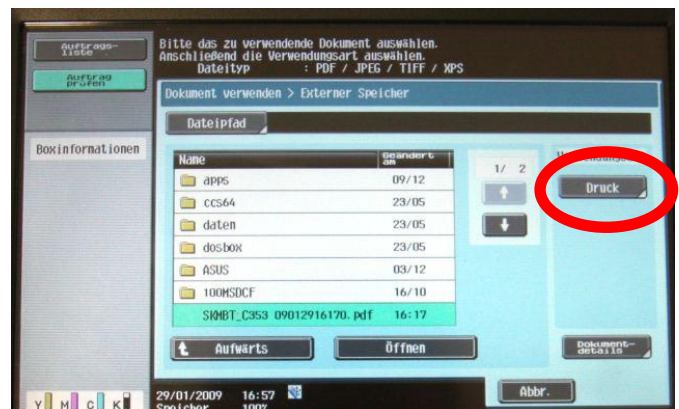 Auftrags-
liste
Auftrag
prüfen
Boxinformationen
Bitte das zu verwendende Dokument auswählen.
Anschließend die Verwendungsart auswählen.
Dateityp : PDF / JPEG / TIFF / XPS
Dokument verwenden > Externer Speicher
Dateipfad
Name Geändert am
apps 09/12
ccs64 23/05
daten 23/05
dosbox 23/05
ASUS 03/12
100MSDCF 16/10
SKMBT_C353 09012916170.pdf 16:17
1/ 2
Druck
Aufwärts
Öffnen
Dokument-
details
Abbr.
29/01/2009 16:57
Speicher 100%
Y M C K